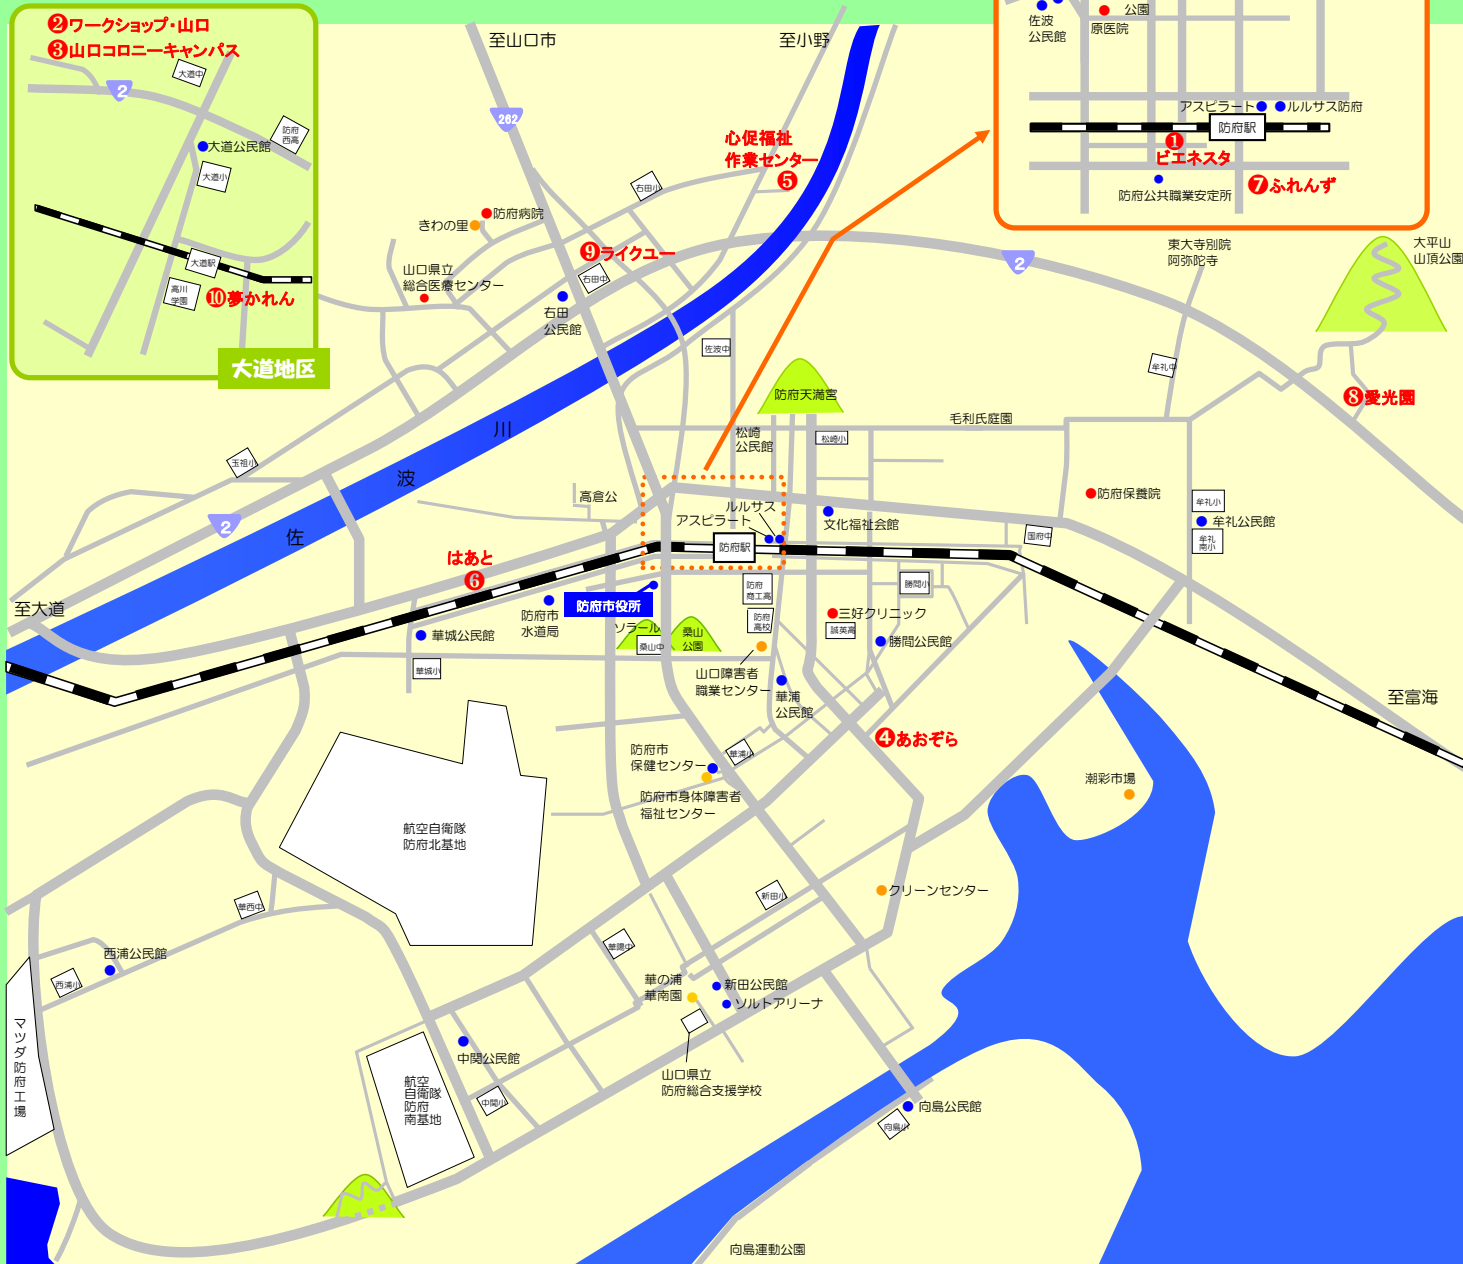 ❷ワークショップ・山口
❸山口コロニーキャンパス
大道中
2
防府
西高
大道公民館
大道小
大道駅
高川
学園
❿夢かれん
大道地区
至山口市
至小野
262
心促福祉
作業センター
❺
公園
佐波
公民館
原医院
アスピラート
ルルサス防府
防府駅
❶
ビエネスタ
❼ふれんず
防府公共職業安定所
右田小
防府病院
きわの里
❾ライクユー
山口県立
総合医療センター
右田中
右田
公民館
2
東大寺別院
阿弥陀寺
大平山
山頂公園
佐波中
牟礼中
防府天満宮
❽愛光園
毛利氏庭園
松崎
公民館
松崎小
川
波
佐
玉祖小
2
高倉公
ルルサス
アスピラート
文化福祉会館
防府保養院
牟礼小
牟礼公民館
牟礼
南小
国府中
防府駅
はあと
❻
至大道
防府市
水道局
防府市役所
防府
商工高
勝間小
防府
高校
三好クリニック
誠英高
勝間公民館
華城公民館
華城小
ソラール
桑山中
桑山
公園
山口障害者
職業センター
華浦
公民館
至富海
❹あおぞら
華浦小
防府市
保健センター
防府市身体障害者
福祉センター
潮彩市場
航空自衛隊
防府北基地
クリーンセンター
新田小
華西中
華陽中
西浦公民館
西浦小
華の浦
華南園
新田公民館
ソルトアリーナ
マツダ防府工場
中関公民館
山口県立
防府総合支援学校
航空
自衛隊
防府
南基地
中関小
向島公民館
向島小
向島運動公園